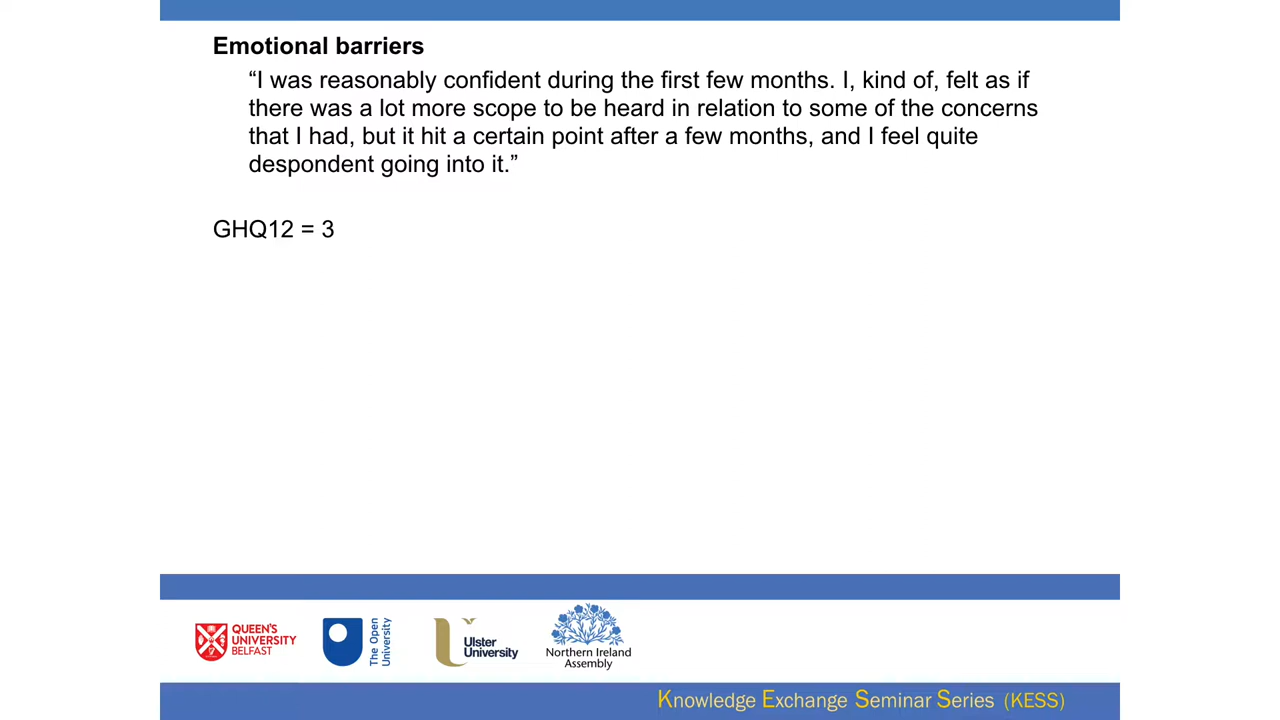 Emotional barriers
“I was reasonably confident during the first few months. I, kind of, felt as if
there was a lot more scope to be heard in relation to some of the concerns
that I had, but it hit a certain point after a few months, and I feel quite
despondent going into it.”
GHQ12 = 3
QUEEN'S
UNIVERSITY
BELFAST
The Open
University
Ulster
University
Northern Ireland
Assembly
Knowledge Exchange Seminar Series (KESS)